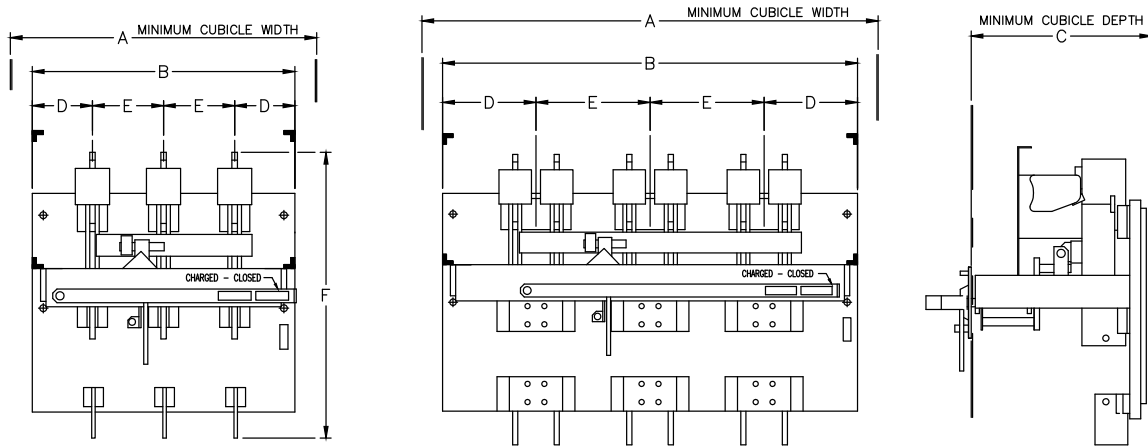 A MINIMUM CUBICLE WIDTH
B
D E E D
F
CHARGED - CLOSED
A MINIMUM CUBICLE WIDTH
B
D E E D
CHARGED - CLOSED
MINIMUM CUBICLE DEPTH
C